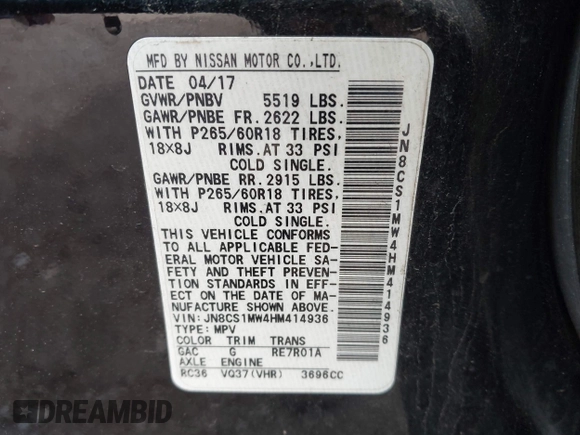 MFD BY NISSAN MOTOR CO.,LTD.
DATE 04/17
GVWR/PNBV 5519 LBS.
GAWR/PNBE FR. 2622 LBS.
WITH P265/60R18 TIRES,
18×8J RIMS. AT 33 PSI
COLD SINGLE.
GAWR/PNBE RR. 2915 LBS.
WITH P265/60R18 TIRES,
18×8J RIMS. AT 33 PSI
COLD SINGLE.
THIS VEHICLE CONFORMS
TO ALL APPLICABLE FED-
ERAL MOTOR VEHICLE SA-
FETY AND THEFT PREVEN-
TION STANDARDS IN EFF-
ECT ON THE DATE OF MA-
NUFACTURE SHOWN ABOVE.
VIN:JN8CS1MW4HM414936
TYPE: MPV
COLOR TRIM TRANS
GAC G RE7R01A
AXLE ENGINE
RC36 VQ37(VHR) 3696CC
JN8CS1MW4HM414936
DREAMBID